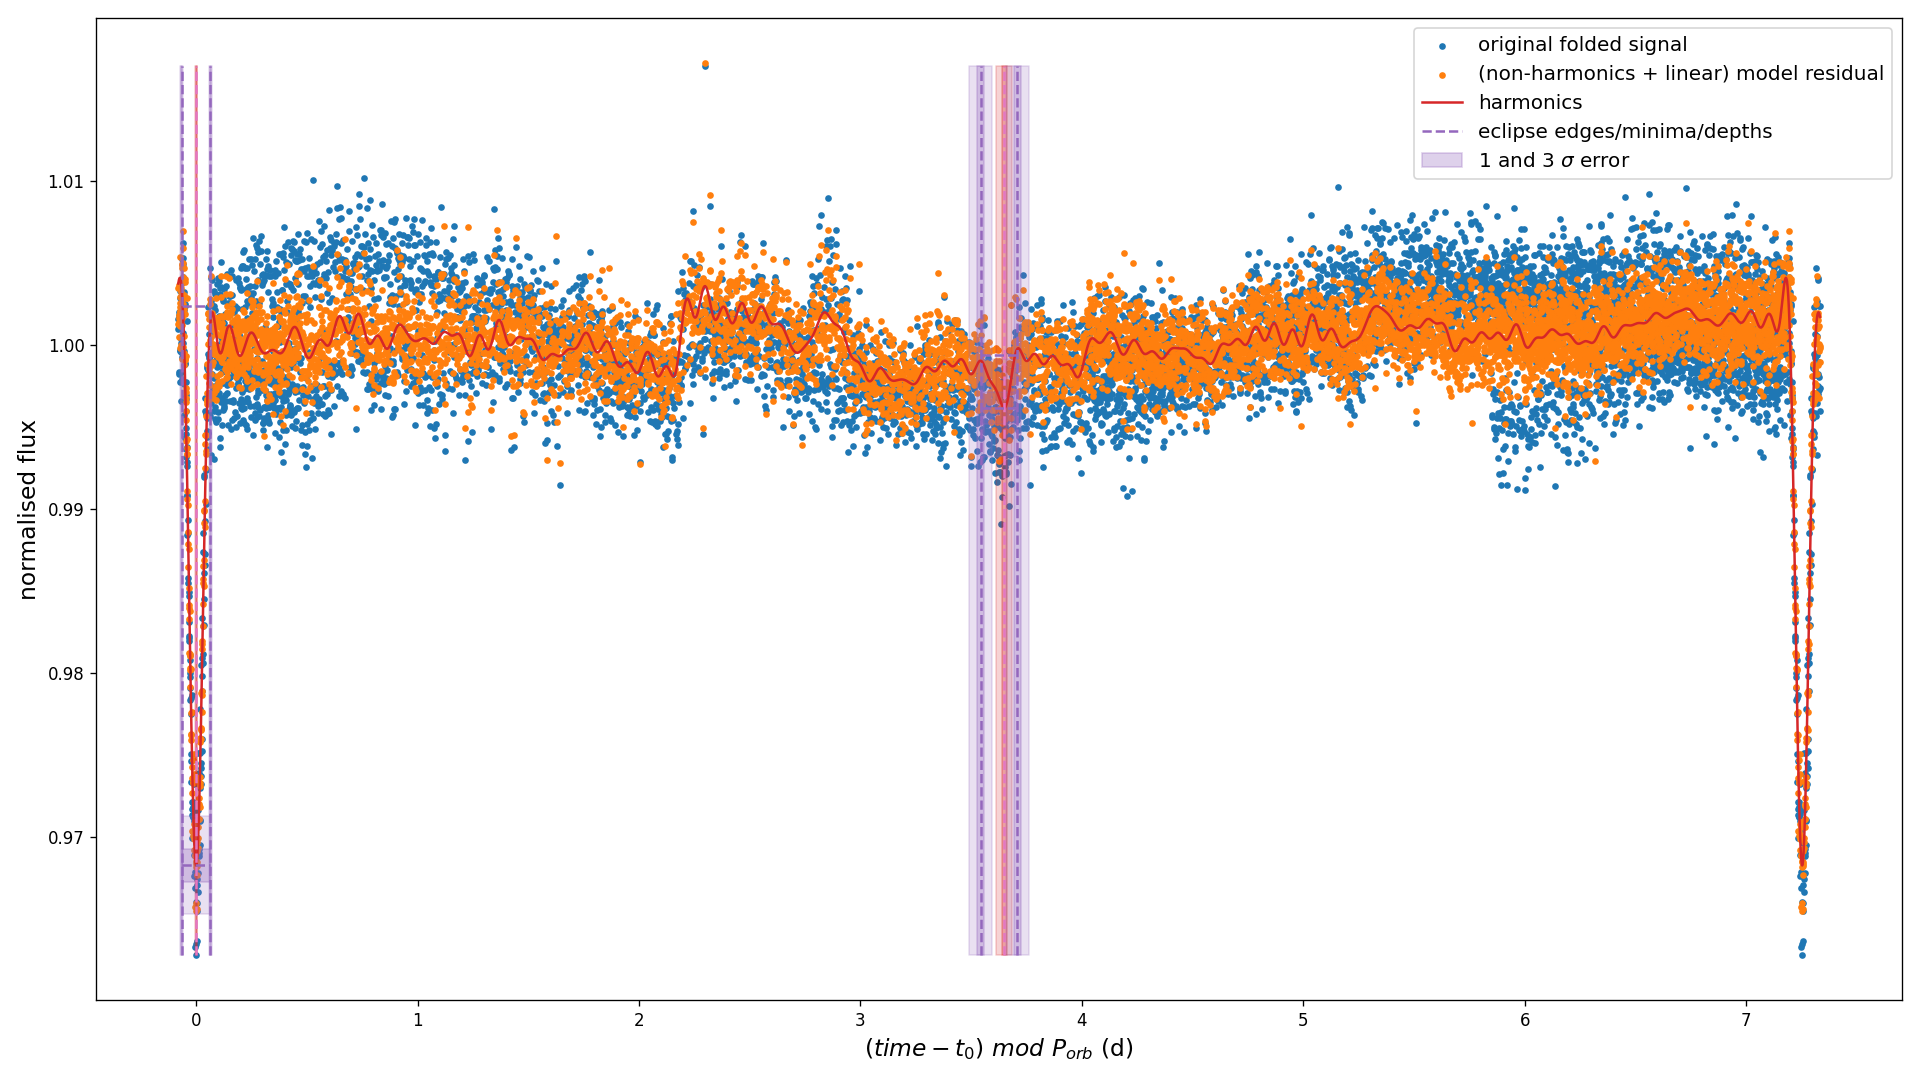 original folded signal
(non-harmonics + linear) model residual
harmonics
eclipse edges/minima/depths
1 and 3 σ error
normalised flux
1.01
1.00
0.99
0.98
0.97
0 1 2 3 4 5 6 7
(time − t₀) mod Pₒᵣb (d)